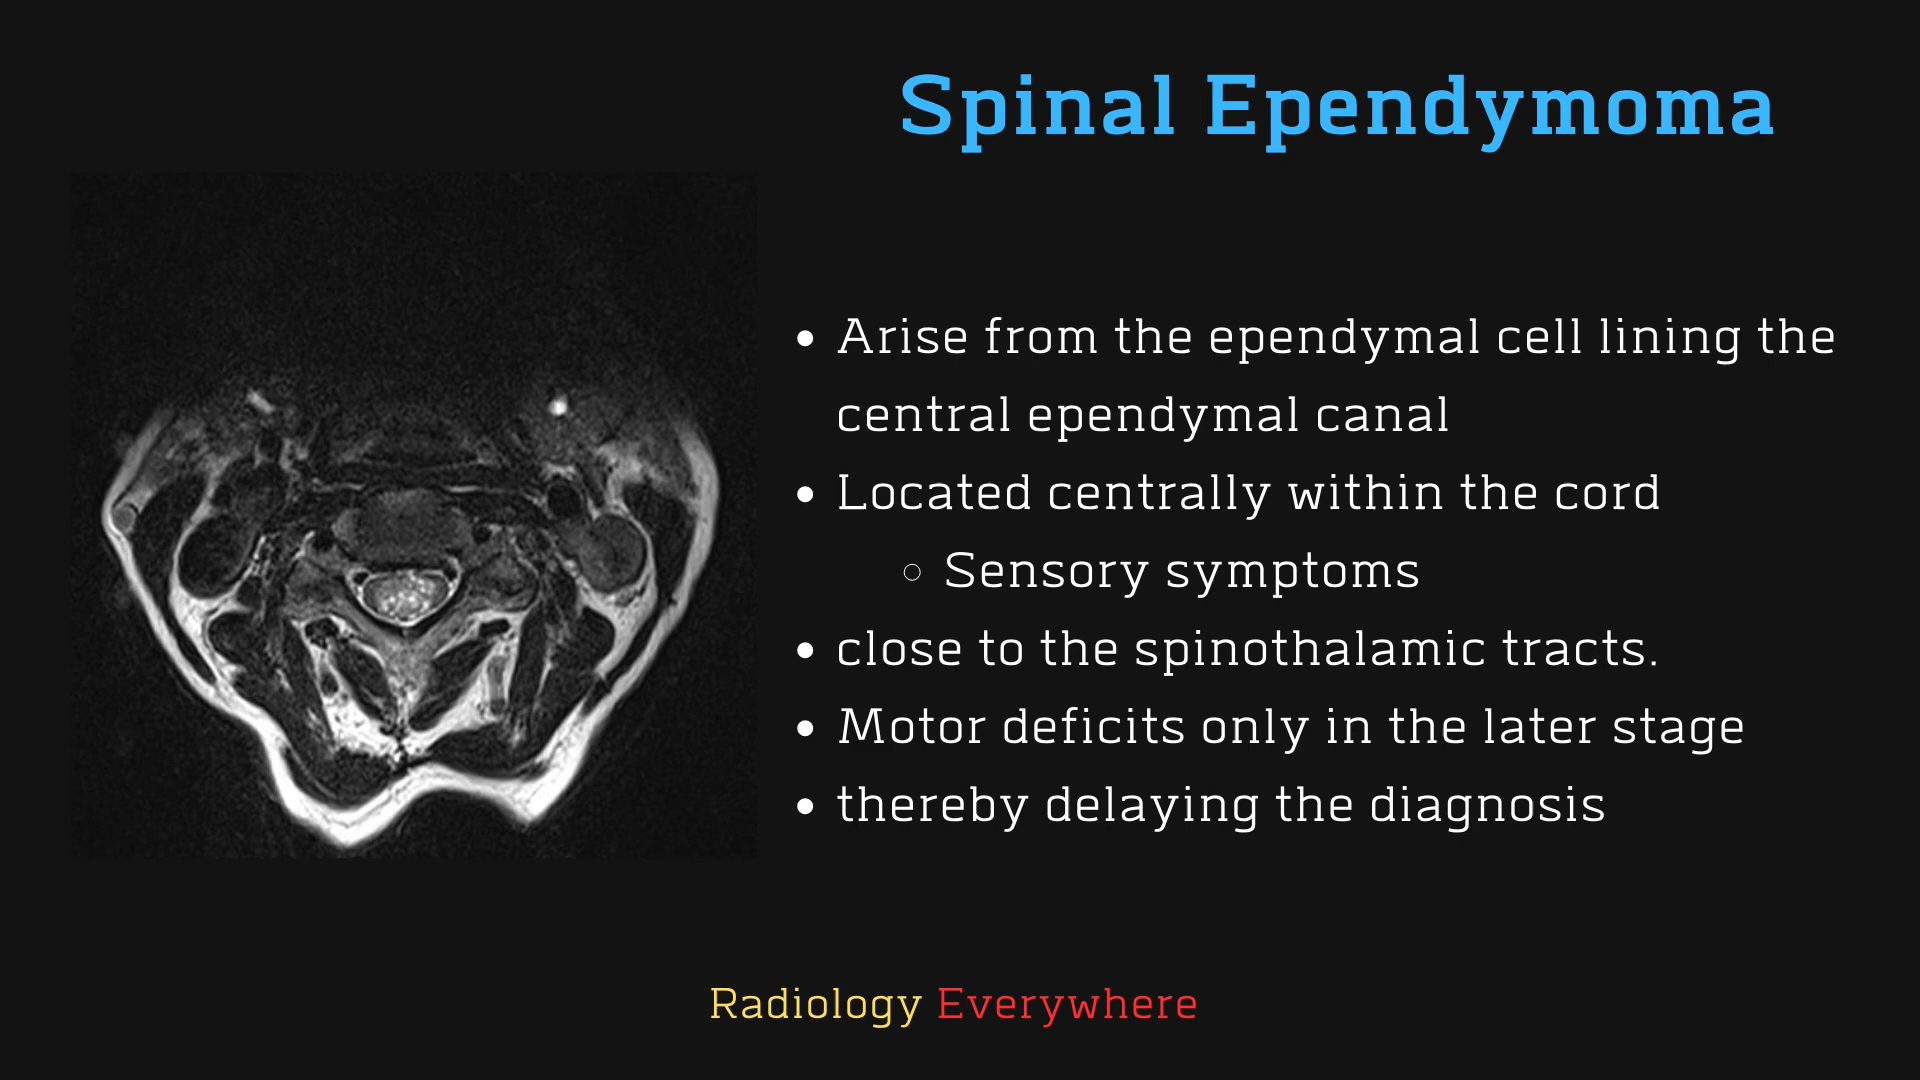 Spinal Ependymoma
• Arise from the ependymal cell lining the
central ependymal canal
• Located centrally within the cord
○ Sensory symptoms
• close to the spinothalamic tracts.
• Motor deficits only in the later stage
• thereby delaying the diagnosis
Radiology Everywhere